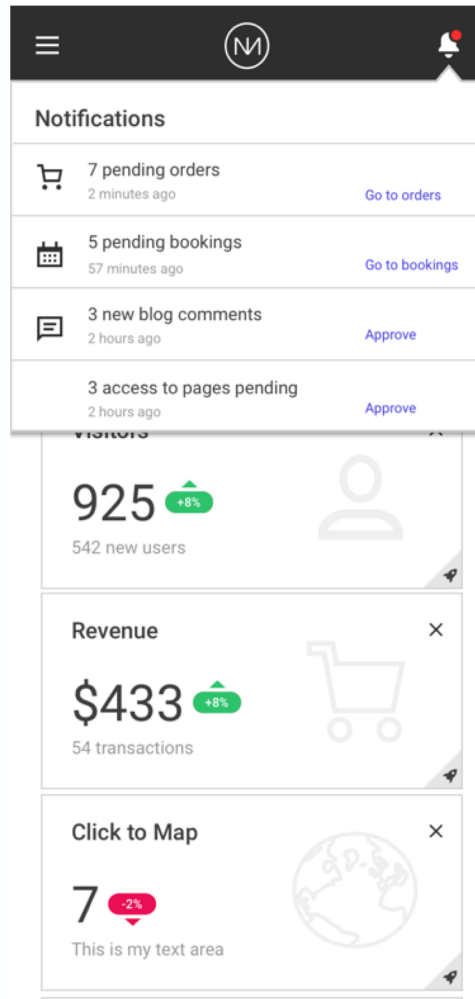 Notifications
7 pending orders
2 minutes ago
Go to orders
5 pending bookings
57 minutes ago
Go to bookings
3 new blog comments
2 hours ago
Approve
3 access to pages pending
2 hours ago
Approve
Visitors
925 +8%
542 new users
Revenue
$433 +8%
54 transactions
Click to Map
7 -2%
This is my text area